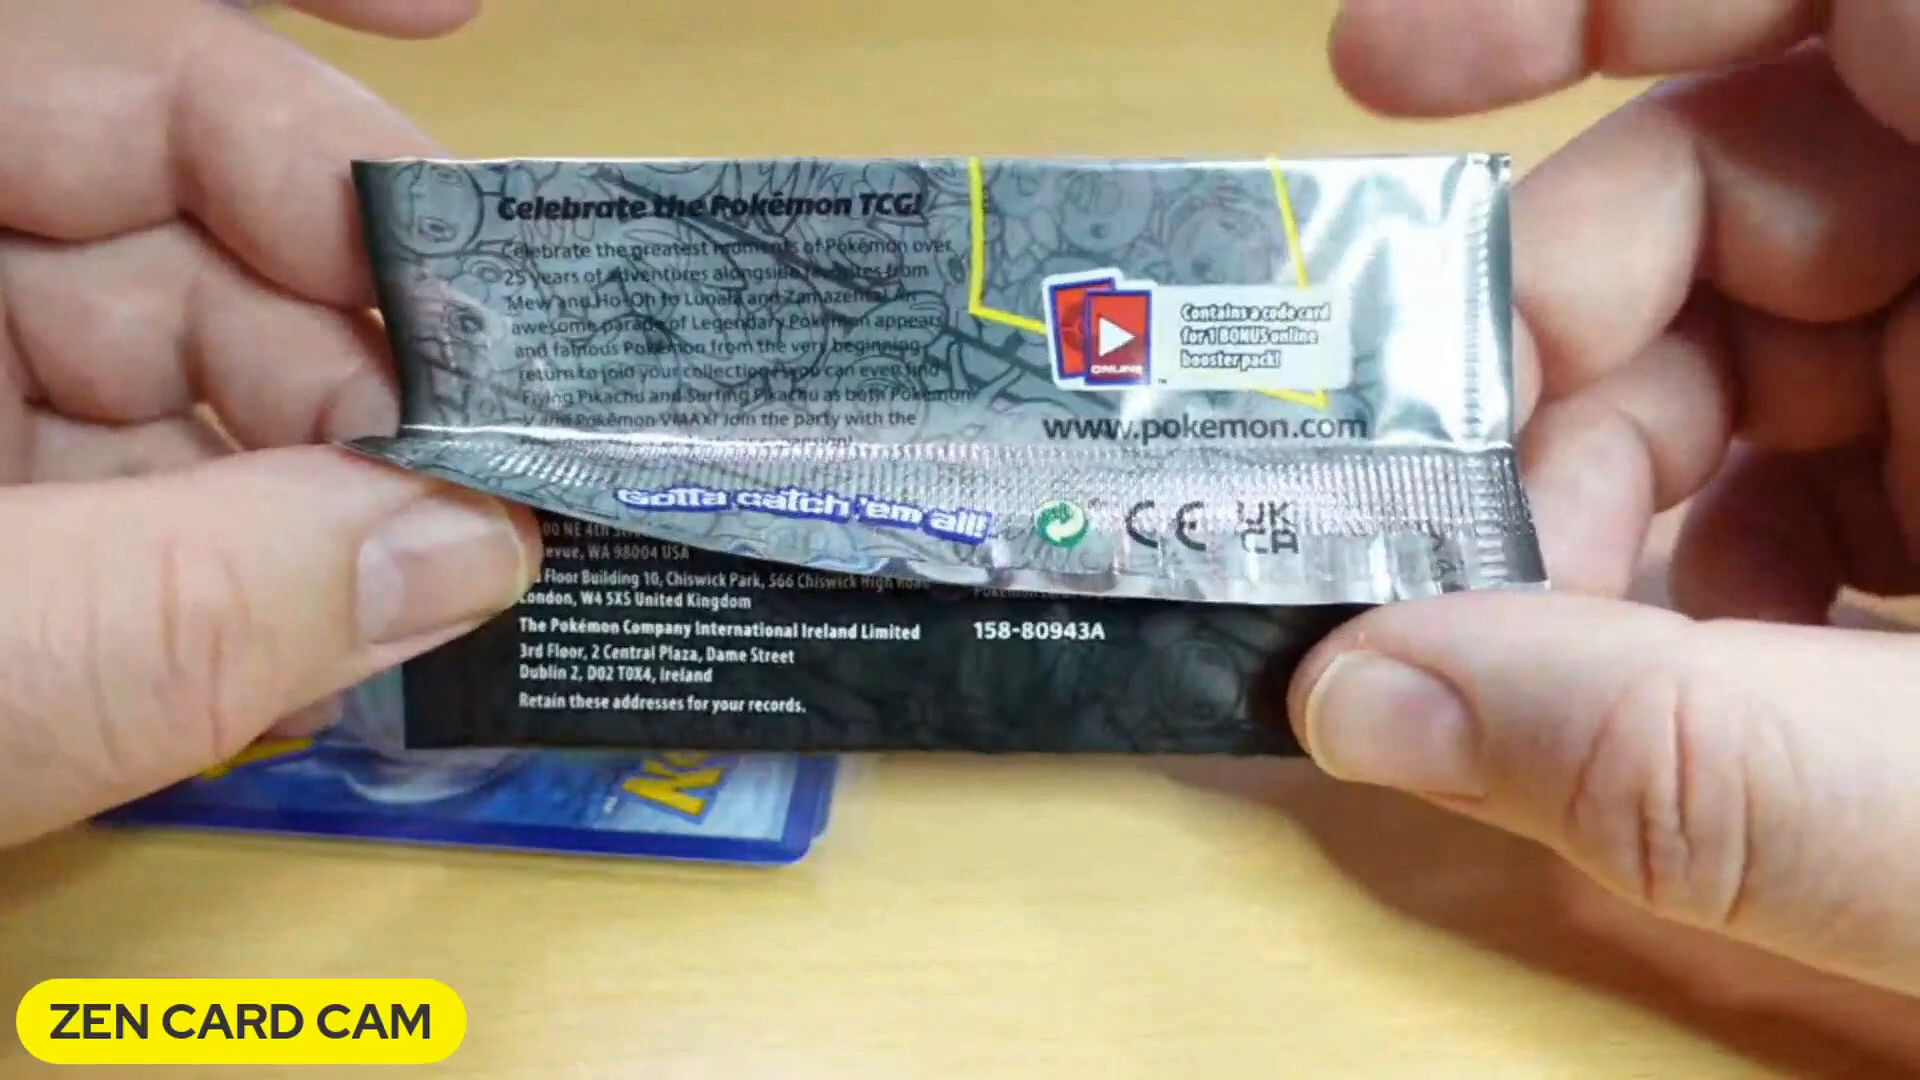 Celebrate the Pokémon TCG!
Celebrate the greatest moments of Pokémon over
25 years of adventures alongside favorites from
Mew and Ho-Oh to Lunala and Zamazenta! An
awesome parade of Legendary Pokémon appears
and famous Pokémon from the very beginning
return to join your collection. You can even find
Flying Pikachu and Surfing Pikachu as both Pokémon
V and Pokémon VMAX! Join the party with the
expansion!
ONLINE
Contains a code card
for 1 BONUS online
booster pack!
www.pokemon.com
Gotta catch 'em all!
CE
UK
CA
NE 4th
WA 98004 USA
Floor Building 10, Chiswick Park, 566 Chiswick High Road
London, W4 5XS United Kingdom
The Pokémon Company International Ireland Limited
3rd Floor, 2 Central Plaza, Dame Street
Dublin 2, D02 T0X4, Ireland
Retain these addresses for your records.
158-80943A
ZEN CARD CAM